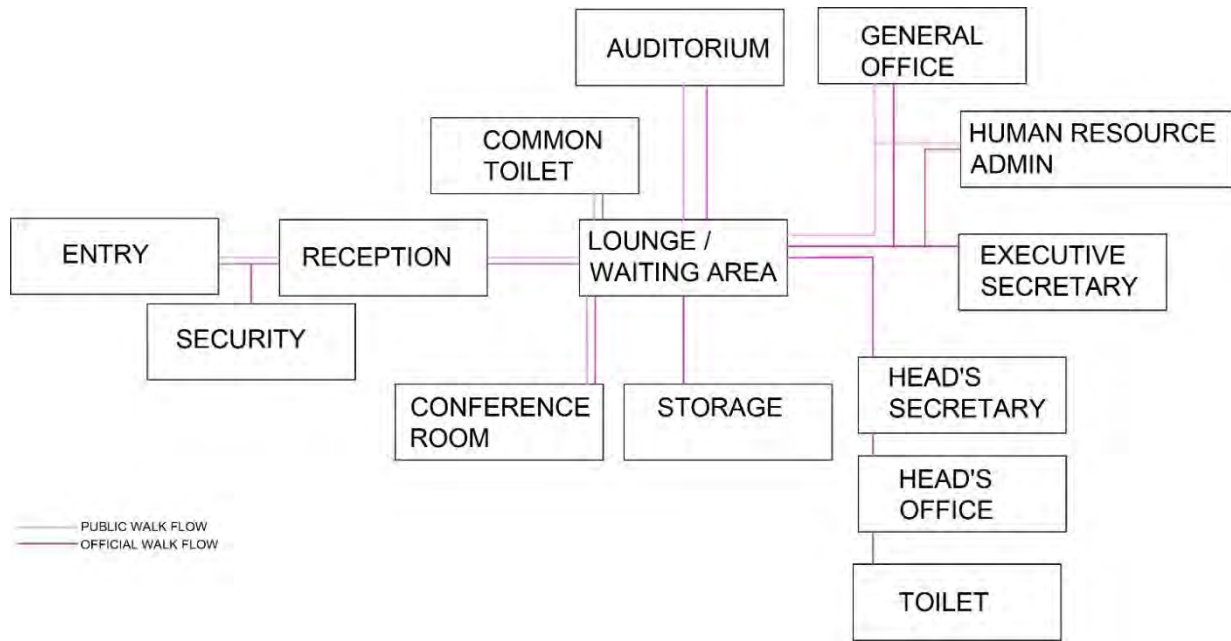 AUDITORIUM
GENERAL
OFFICE
COMMON
TOILET
HUMAN RESOURCE
ADMIN
ENTRY
RECEPTION
LOUNGE /
WAITING AREA
EXECUTIVE
SECRETARY
SECURITY
CONFERENCE
ROOM
STORAGE
HEAD'S
SECRETARY
HEAD'S
OFFICE
TOILET
PUBLIC WALK FLOW
OFFICIAL WALK FLOW